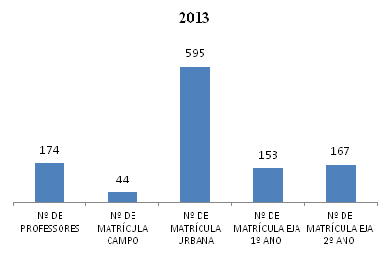 2013
595
174
44
153
167
Nº DE PROFESSORES
Nº DE MATRÍCULA CAMPO
Nº DE MATRÍCULA URBANA
Nº DE MATRÍCULA EJA 1º ANO
Nº DE MATRÍCULA EJA 2º ANO